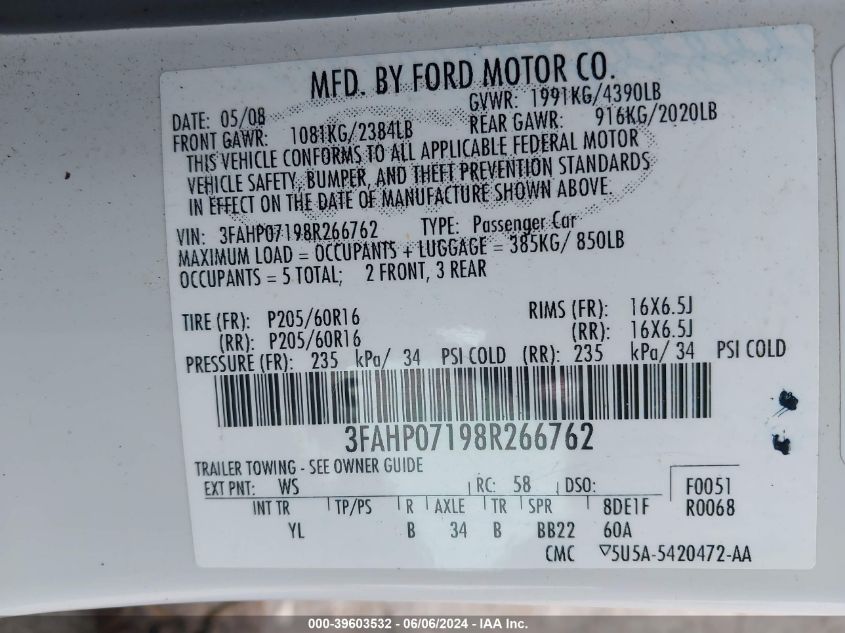 MFD. BY FORD MOTOR CO.
DATE: 05/08 GVWR: 1991KG/4390LB
FRONT GAWR: 1081KG/2384LB REAR GAWR: 916KG/2020LB
THIS VEHICLE CONFORMS TO ALL APPLICABLE FEDERAL MOTOR
VEHICLE SAFETY, BUMPER, AND THEFT PREVENTION STANDARDS
IN EFFECT ON THE DATE OF MANUFACTURE SHOWN ABOVE.
VIN: 3FAHP07198R266762 TYPE: Passenger Car
MAXIMUM LOAD = OCCUPANTS + LUGGAGE = 385KG/ 850LB
OCCUPANTS = 5 TOTAL; 2 FRONT, 3 REAR
TIRE (FR): P205/60R16 RIMS (FR): 16X6.5J
(RR): P205/60R16 (RR): 16X6.5J
PRESSURE (FR): 235 kPa/ 34 PSI COLD (RR): 235 kPa/ 34 PSI COLD
3FAHP07198R266762
TRAILER TOWING - SEE OWNER GUIDE
EXT PNT: WS RC: 58 DSO: F0051
INT TR TP/PS R AXLE TR SPR 8DE1F R0068
YL B 34 B BB22 60A
CMC ▽5U5A-5420472-AA
000-39603532 - 06/06/2024 - IAA Inc.